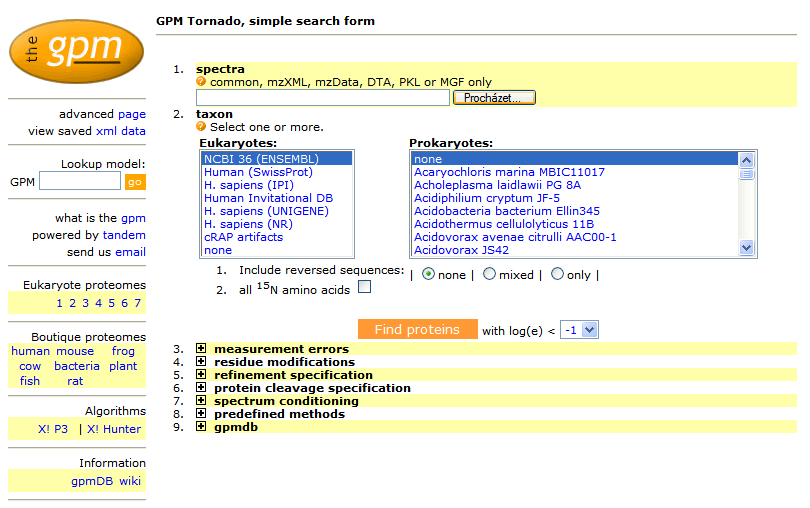 the gpm
advanced page
view saved xml data
Lookup model:
GPM go
what is the gpm
powered by tandem
send us email
Eukaryote proteomes
1 2 3 4 5 6 7
Boutique proteomes
human mouse frog
cow bacteria plant
fish rat
Algorithms
X! P3 | X! Hunter
Information
gpmDB wiki
GPM Tornado, simple search form
1. spectra
? common, mzXML, mzData, DTA, PKL or MGF only
Procházet...
2. taxon
? Select one or more.
Eukaryotes:
NCBI 36 (ENSEMBL)
Human (SwissProt)
H. sapiens (IPI)
Human Invitational DB
H. sapiens (UNIGENE)
H. sapiens (NR)
cRAP artifacts
none
Prokaryotes:
none
Acaryochloris marina MBIC11017
Acholeplasma laidlawii PG 8A
Acidiphilium cryptum JF-5
Acidobacteria bacterium Ellin345
Acidothermus cellulolyticus 11B
Acidovorax avenae citrulli AAC00-1
Acidovorax JS42
1. Include reversed sequences: | none | mixed | only |
2. all 15N amino acids
Find proteins with log(e) < -1
3. measurement errors
4. residue modifications
5. refinement specification
6. protein cleavage specification
7. spectrum conditioning
8. predefined methods
9. gpmdb